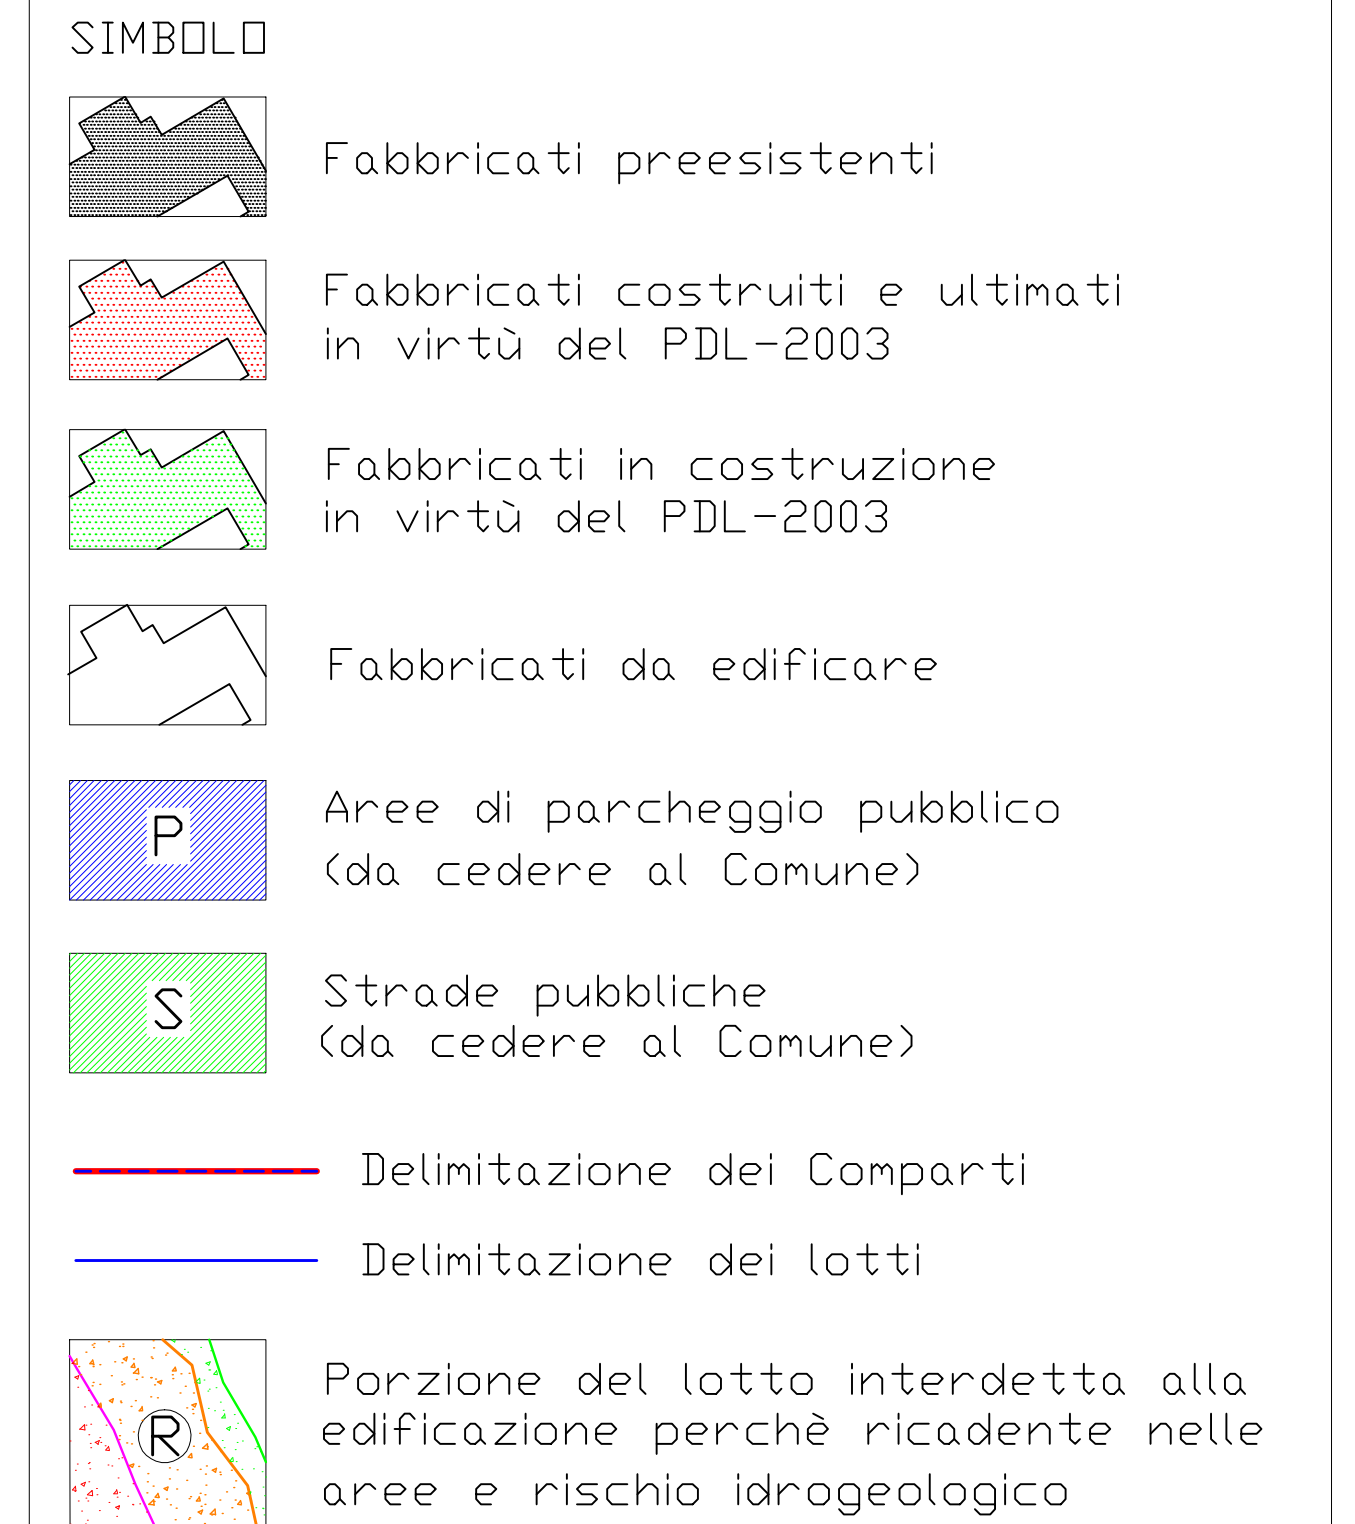 SIMBOLO
Fabbricati preesistenti
Fabbricati costruiti e ultimati
in virtù del PDL-2003
Fabbricati in costruzione
in virtù del PDL-2003
Fabbricati da edificare
P
Aree di parcheggio pubblico
(da cedere al Comune)
S
Strade pubbliche
(da cedere al Comune)
Delimitazione dei Comparti
Delimitazione dei lotti
R
Porzione del lotto interdetta alla
edificazione perchè ricadente nelle
aree e rischio idrogeologico